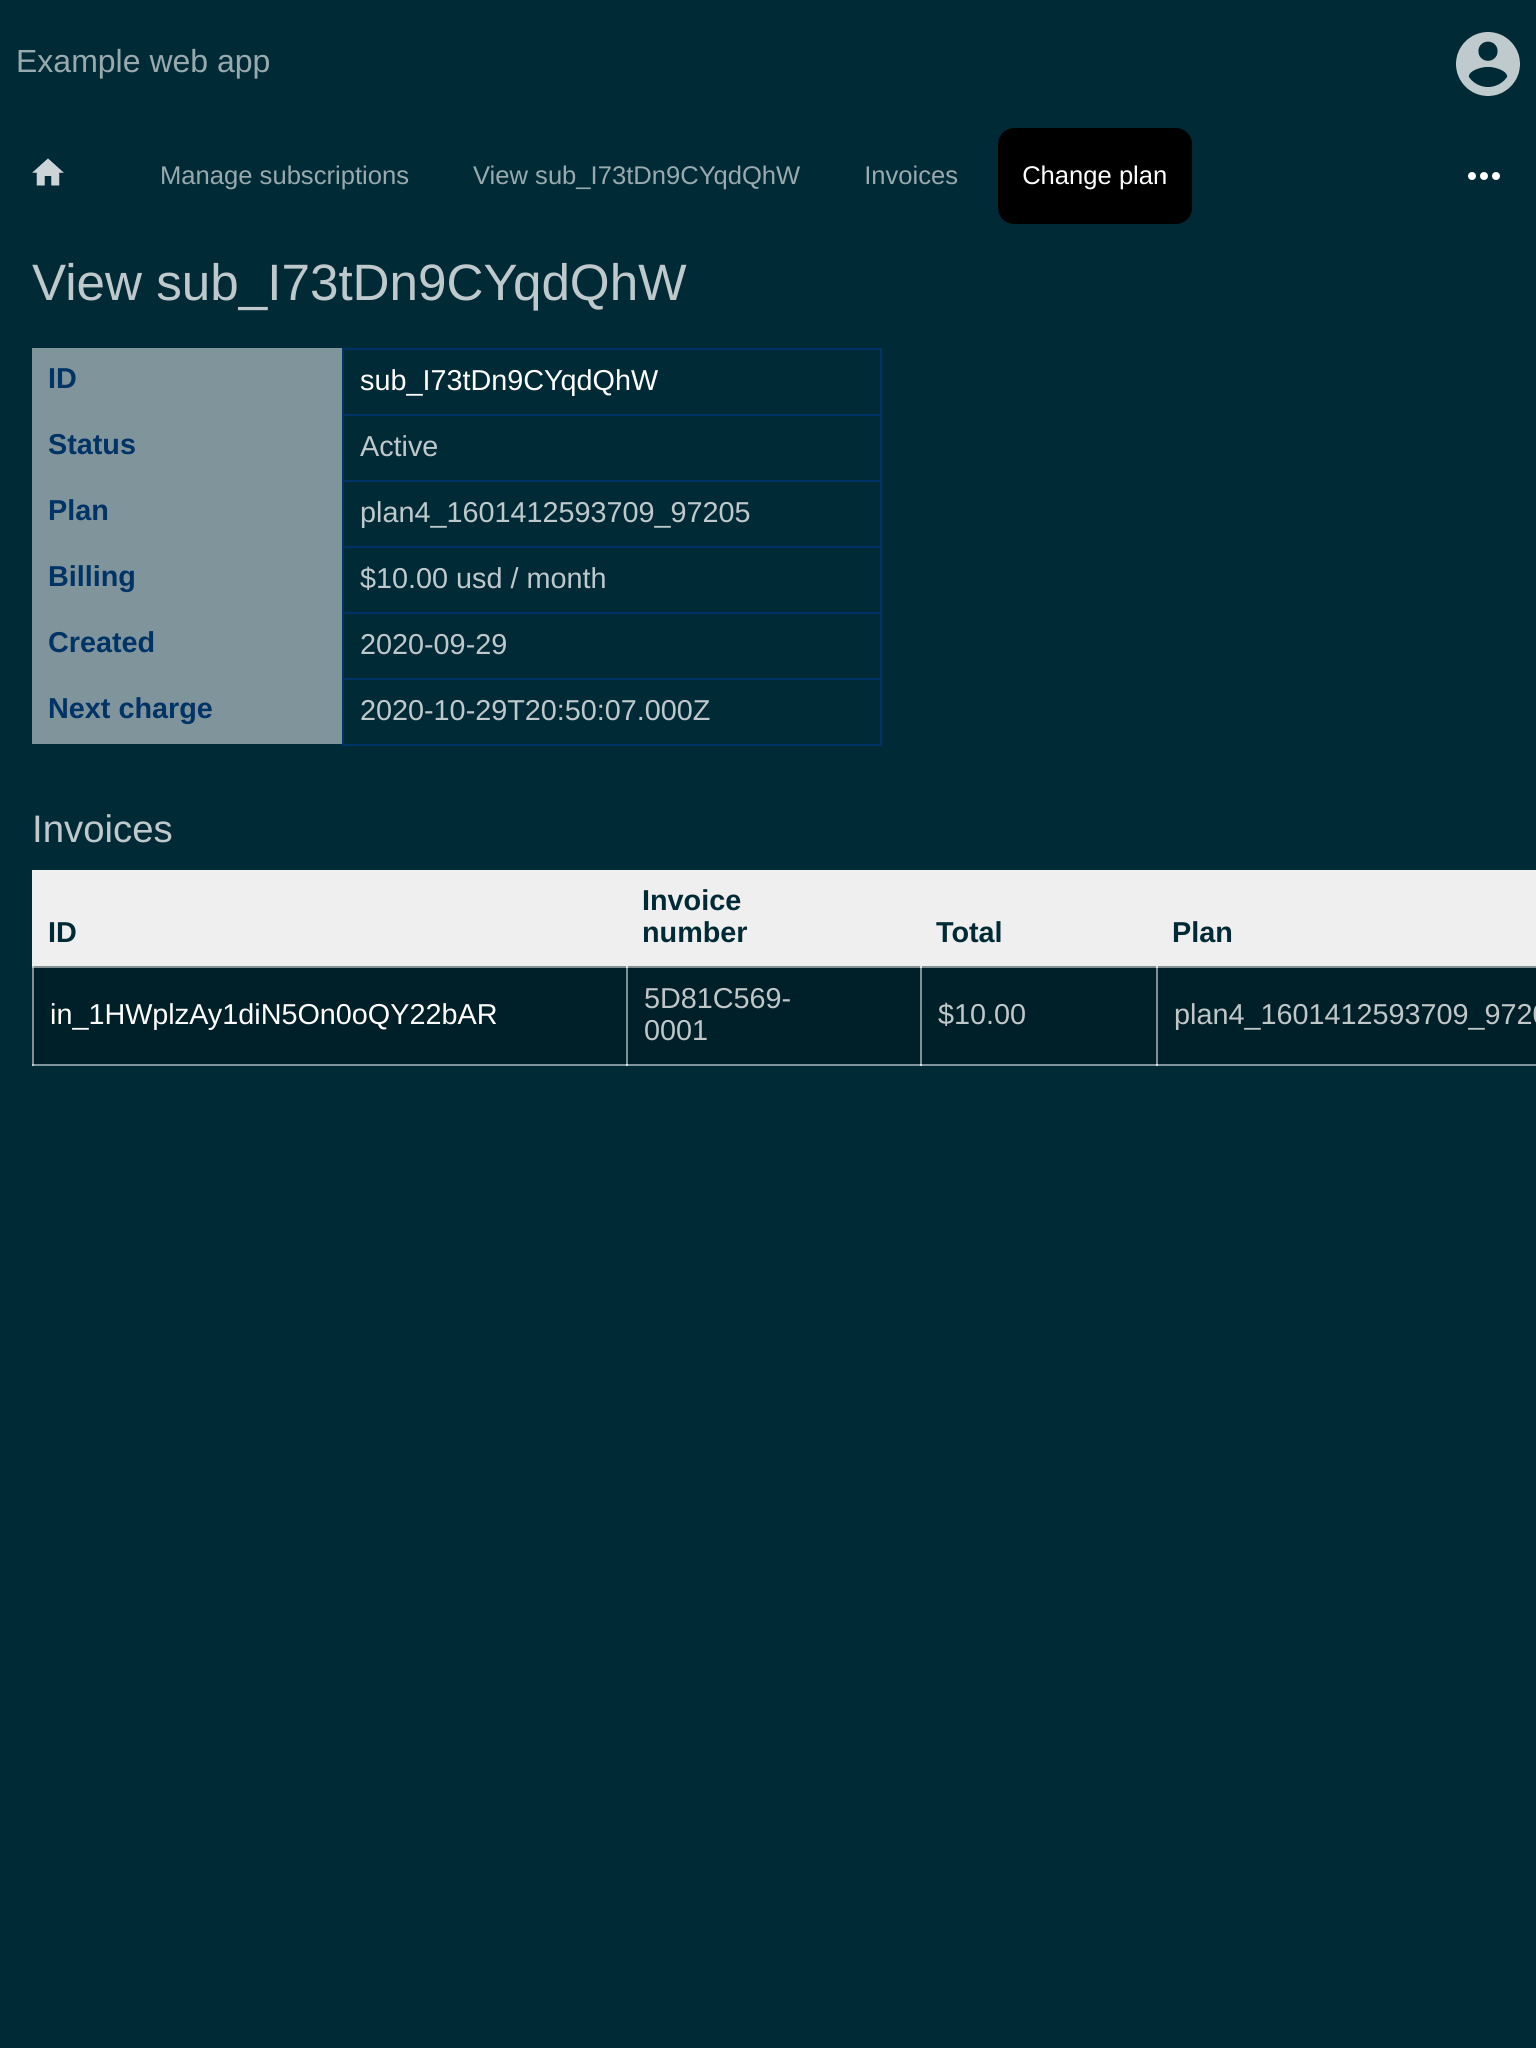 Example web app
Manage subscriptions View sub_I73tDn9CYqdQhW Invoices Change plan
View sub_I73tDn9CYqdQhW
ID sub_I73tDn9CYqdQhW
Status Active
Plan plan4_1601412593709_97205
Billing $10.00 usd / month
Created 2020-09-29
Next charge 2020-10-29T20:50:07.000Z
Invoices
ID Invoice number Total Plan
in_1HWplzAy1diN5On0oQY22bAR 5D81C569-0001 $10.00 plan4_1601412593709_9720